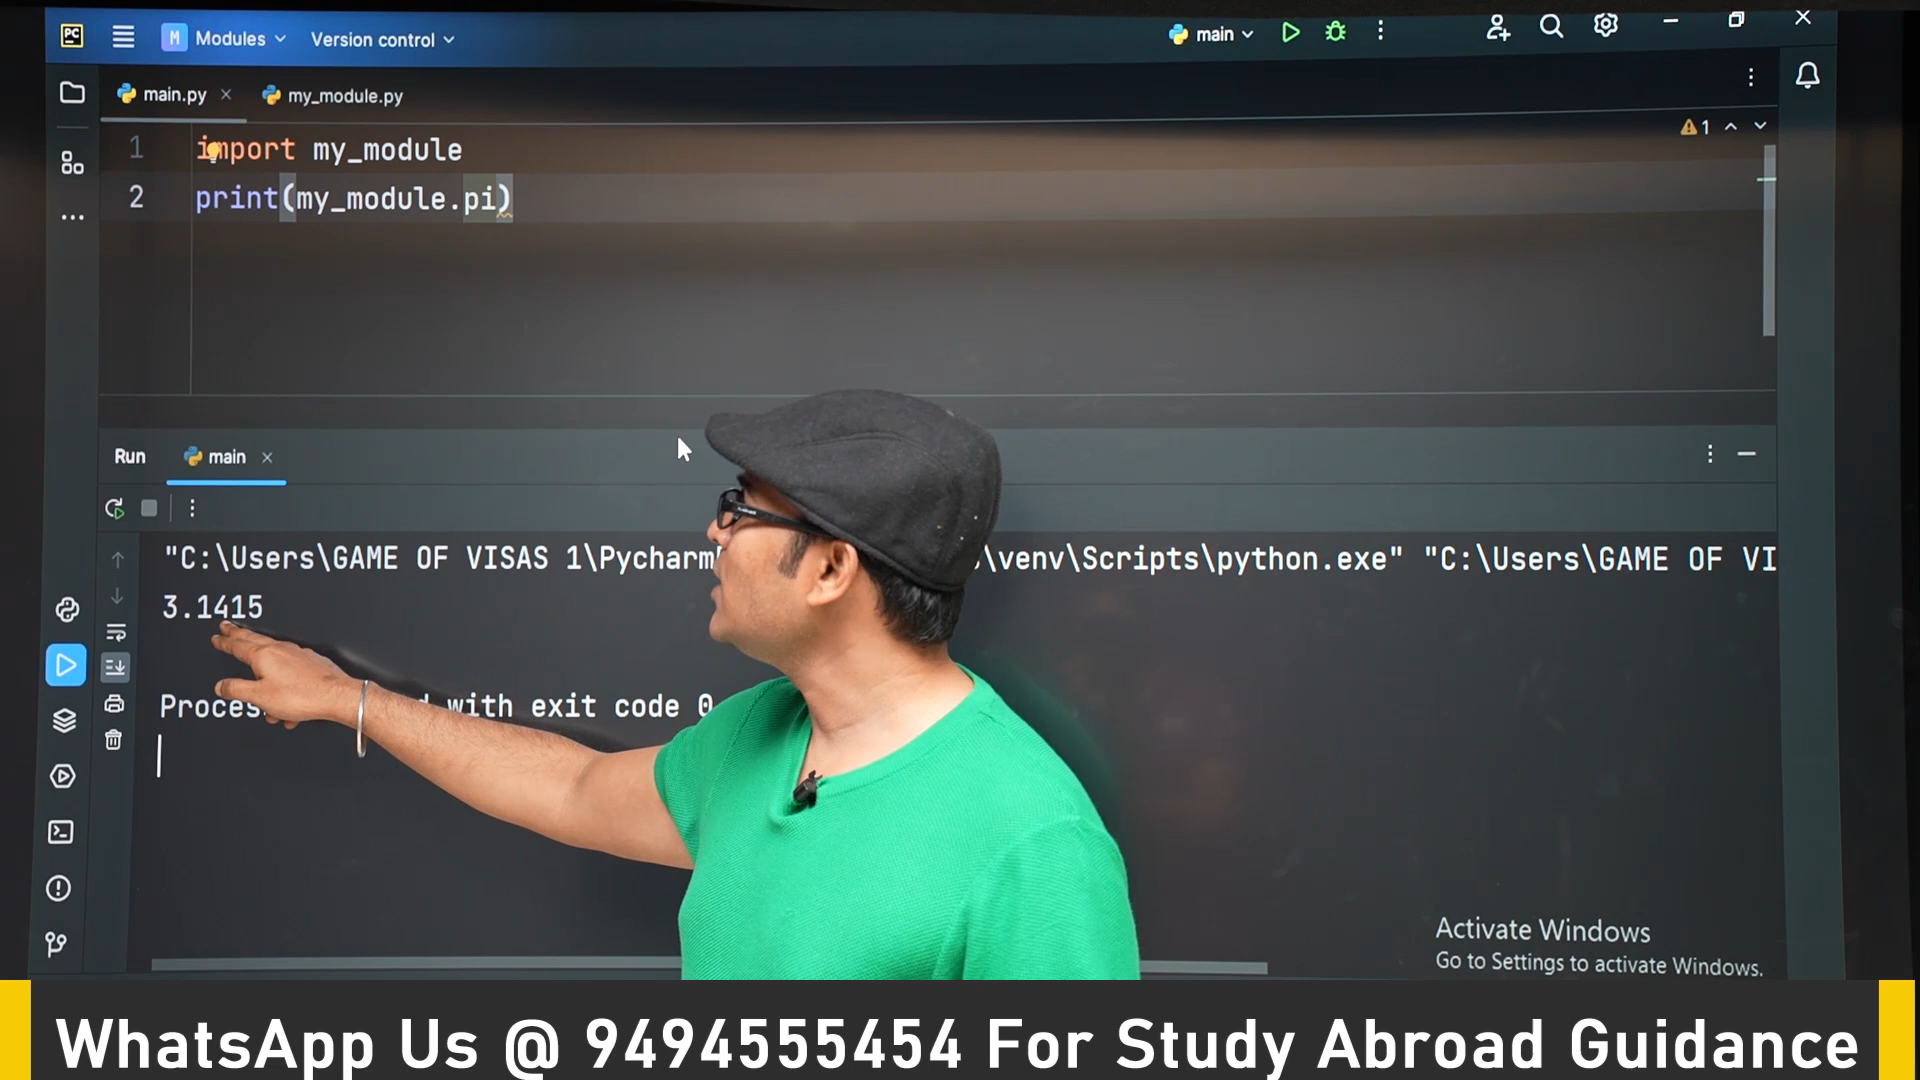 PC M Modules Version control main
main.py my_module.py
1 import my_module
1
2 print(my_module.pi)
Run main
"C:\Users\GAME OF VISAS 1\Pycharm \venv\Scripts\python.exe" "C:\Users\GAME OF VI
3.1415
Proces with exit code 0
Activate Windows
Go to Settings to activate Windows.
WhatsApp Us @ 9494555454 For Study Abroad Guidance